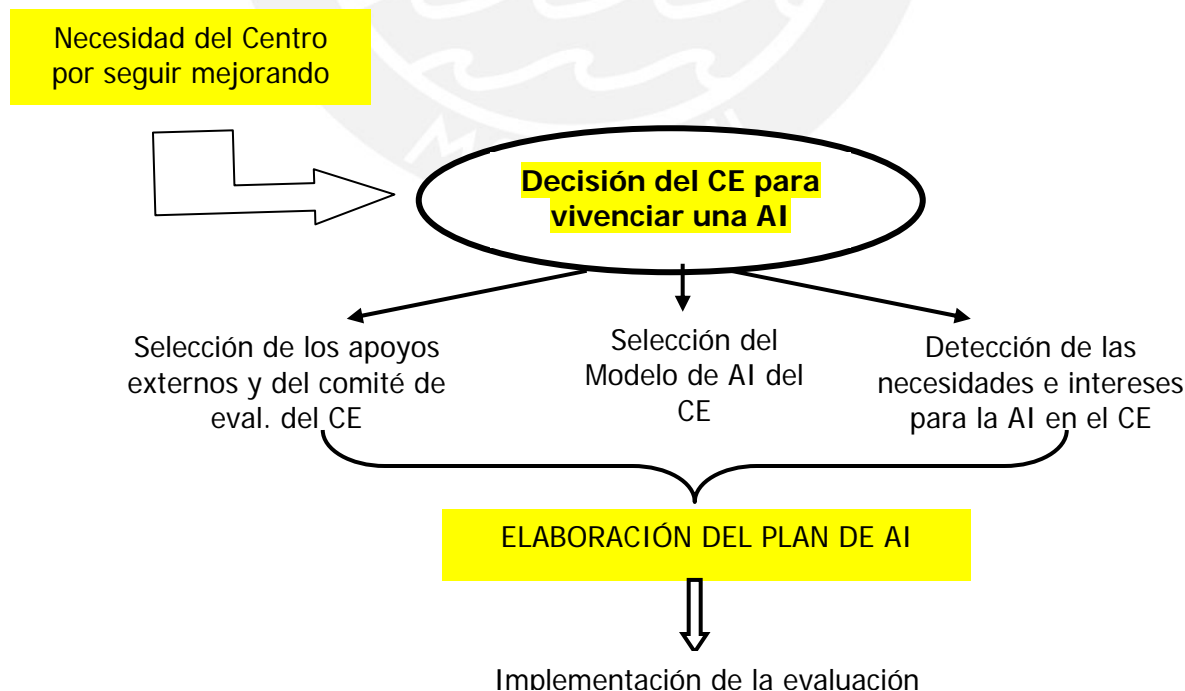 Necesidad del Centro
por seguir mejorando
Decisión del CE para
vivenciar una AI
Selección de los apoyos
externos y del comité de
eval. del CE
Selección del
Modelo de AI del
CE
Detección de las
necesidades e intereses
para la AI en el CE
ELABORACIÓN DEL PLAN DE AI
Implementación de la evaluación